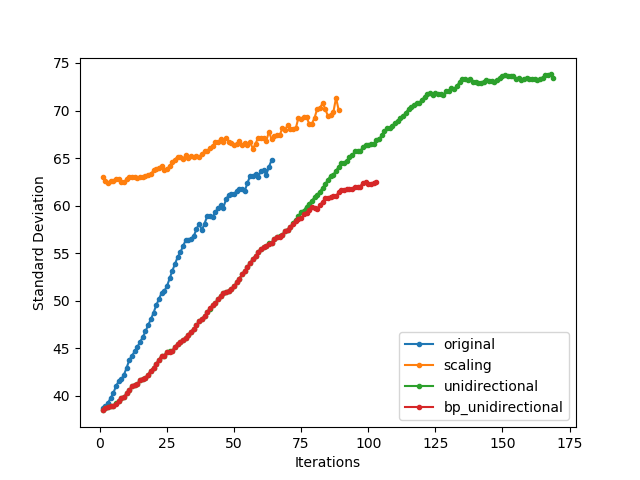 75
70
65
60
55
50
45
40
Standard Deviation
0 25 50 75 100 125 150 175
Iterations
original
scaling
unidirectional
bp_unidirectional